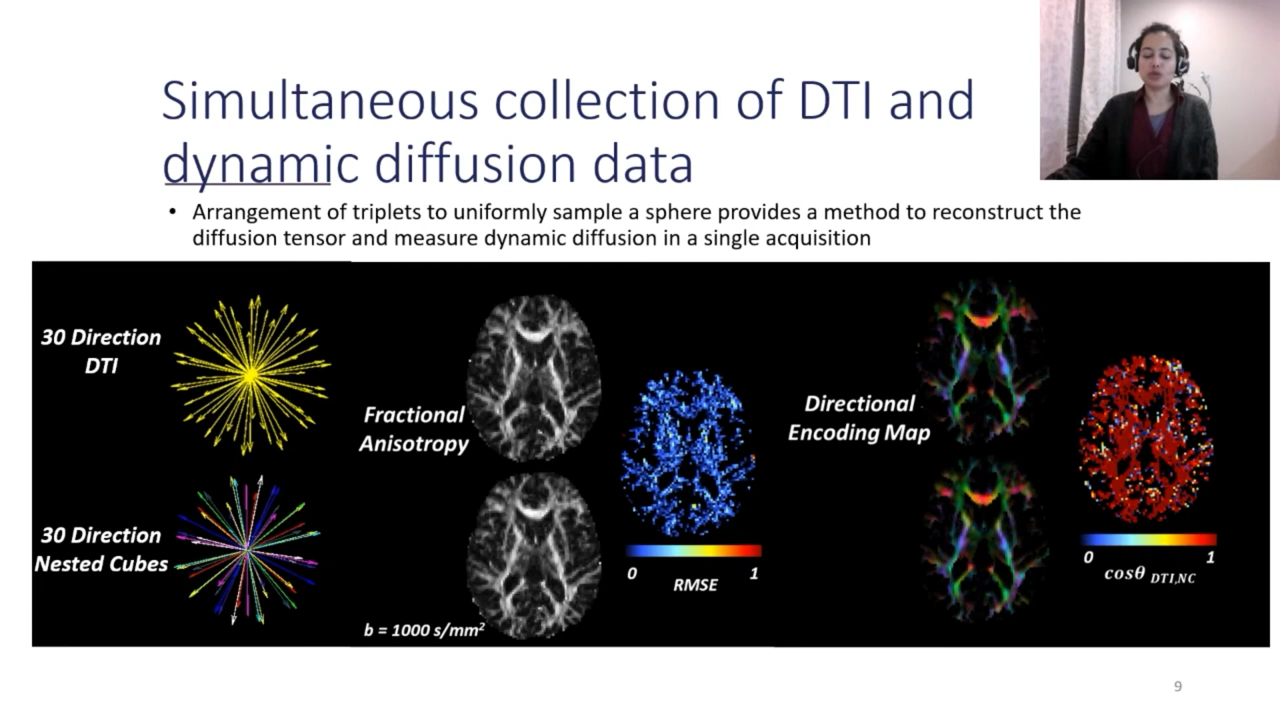 Simultaneous collection of DTI and
dynamic diffusion data
• Arrangement of triplets to uniformly sample a sphere provides a method to reconstruct the
diffusion tensor and measure dynamic diffusion in a single acquisition
30 Direction
DTI
30 Direction
Nested Cubes
Fractional
Anisotropy
b = 1000 s/mm²
0 1
RMSE
Directional
Encoding Map
0 1
cosθ DTI,NC
9